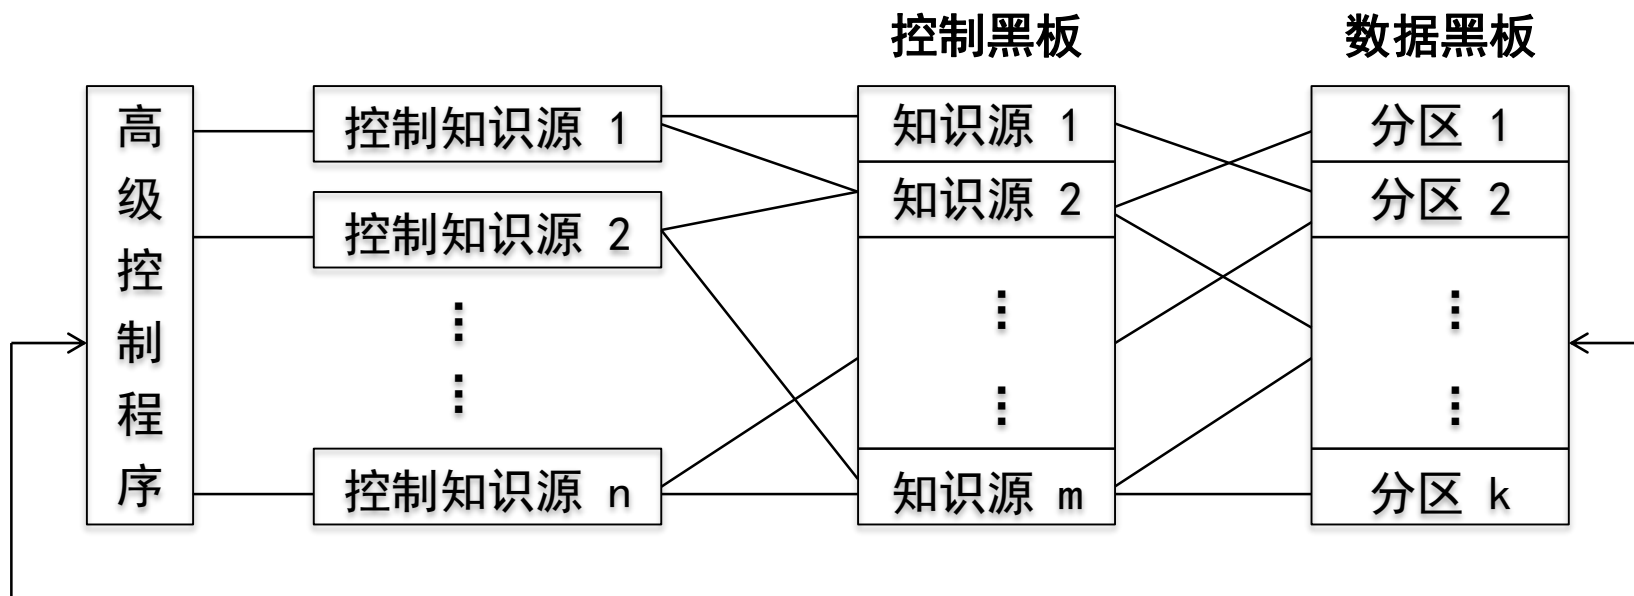 控制黑板
数据黑板
高级控制程序
控制知识源 1
控制知识源 2
⋮
⋮
控制知识源 n
知识源 1
知识源 2
⋮
⋮
知识源 m
分区 1
分区 2
⋮
⋮
分区 k